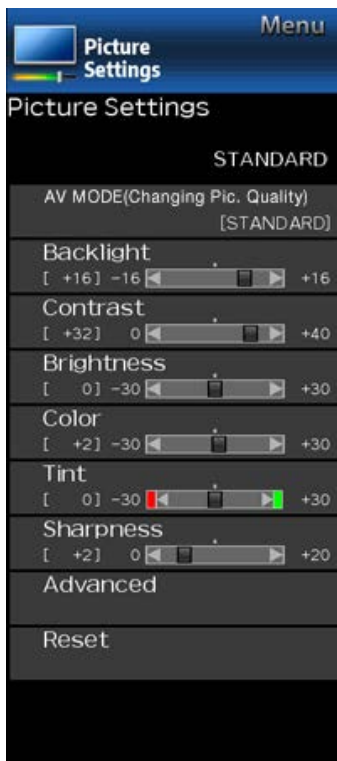 Menu
Picture
Settings
Picture Settings
STANDARD
AV MODE(Changing Pic. Quality)
[STANDARD]
Backlight
[ +16] -16 +16
Contrast
[ +32] 0 +40
Brightness
[ 0] -30 +30
Color
[ +2] -30 +30
Tint
[ 0] -30 +30
Sharpness
[ +2] 0 +20
Advanced
Reset